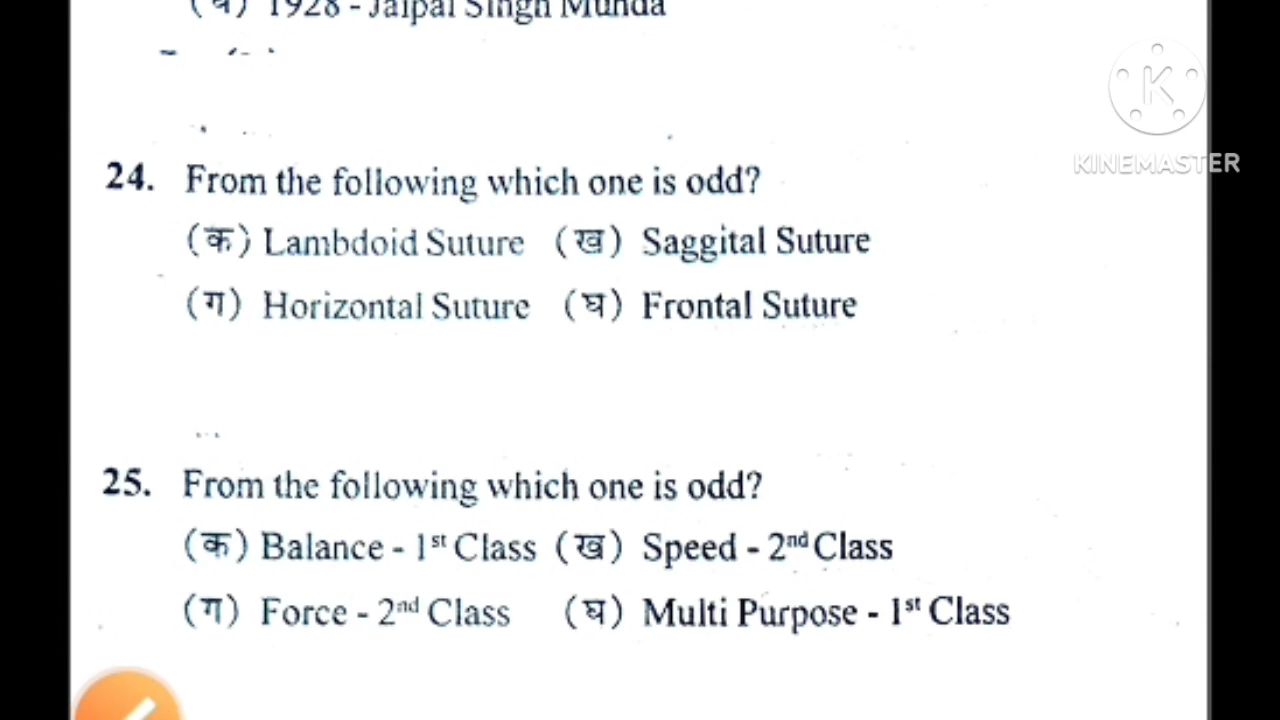 (घ) 1928 - Jaipal Singh Munda
K
KINEMASTER
24. From the following which one is odd?
(क) Lambdoid Suture (ख) Saggital Suture
(ग) Horizontal Suture (घ) Frontal Suture
25. From the following which one is odd?
(क) Balance - 1st Class (ख) Speed - 2nd Class
(ग) Force - 2nd Class (घ) Multi Purpose - 1st Class